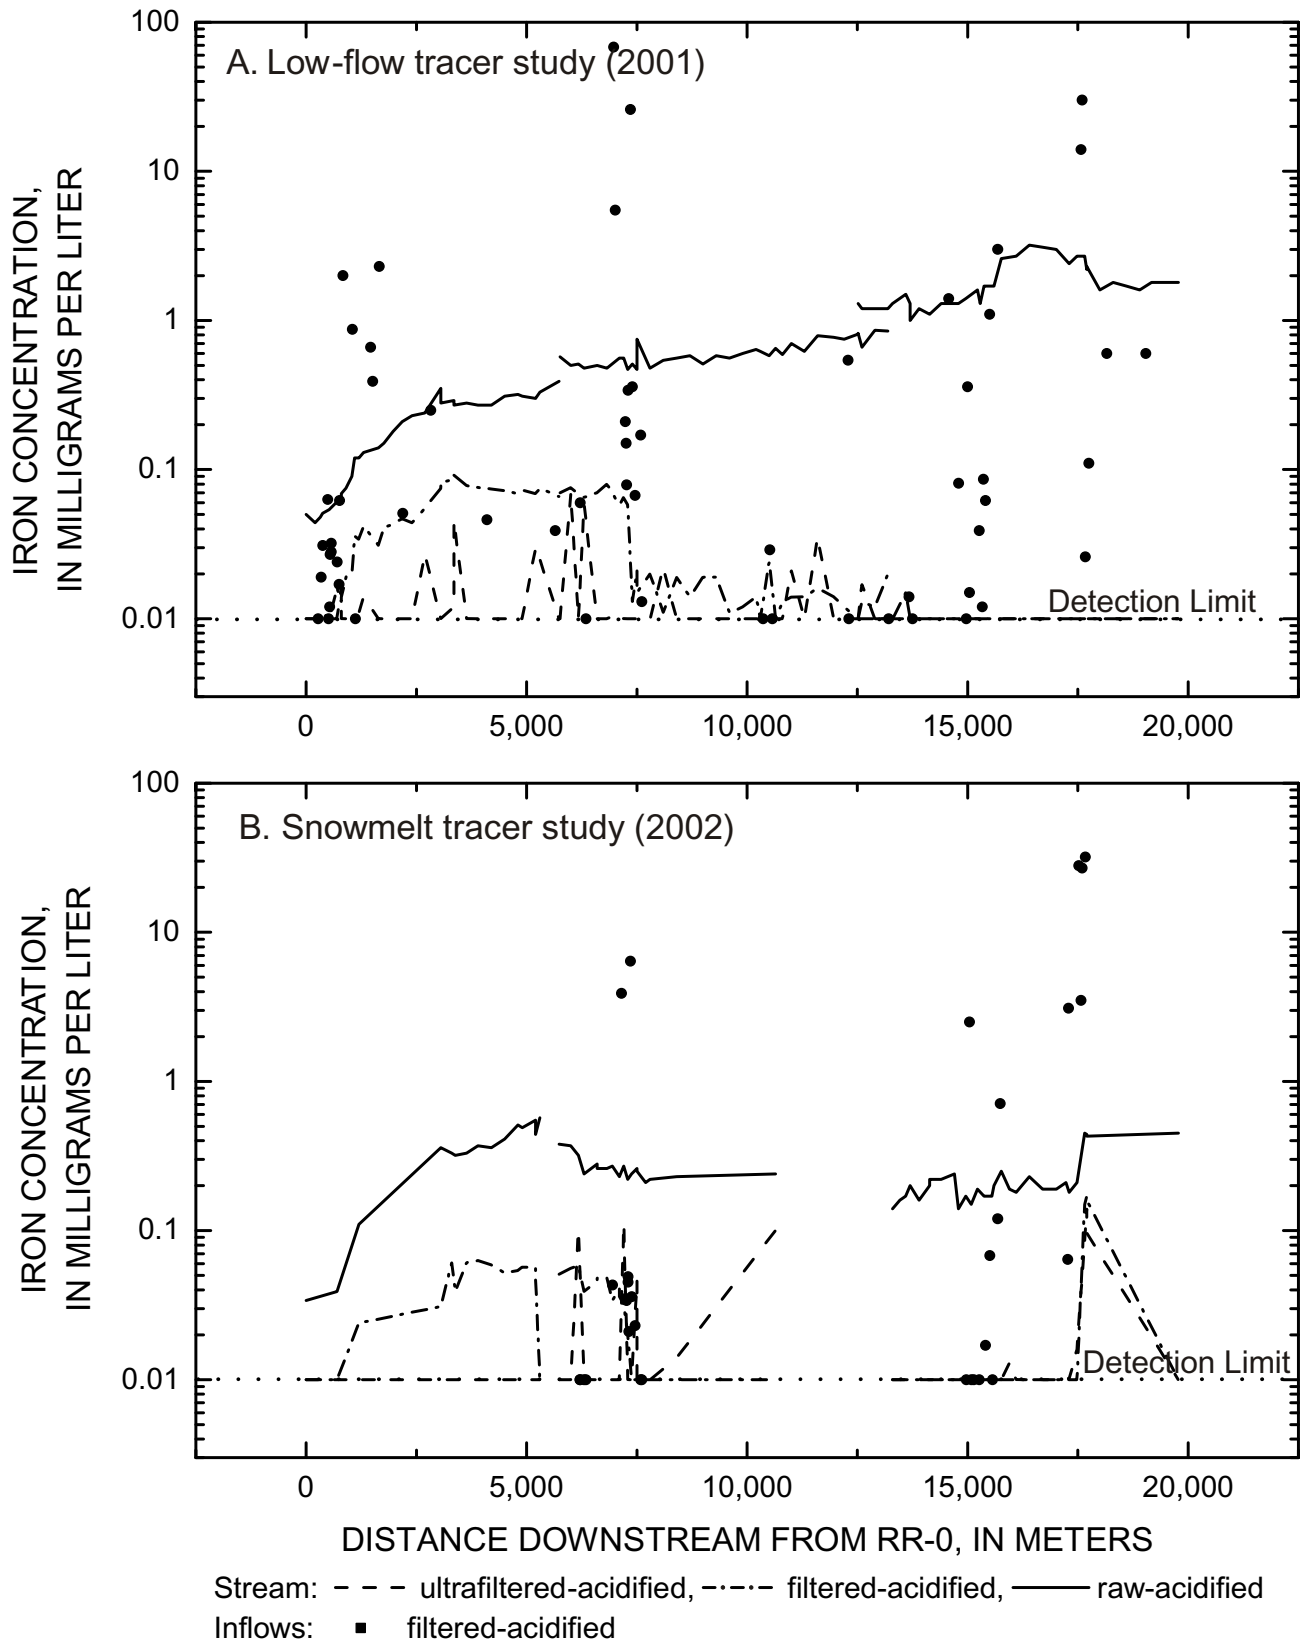 100
A. Low-flow tracer study (2001)
10
1
0.1
0.01
Detection Limit
IRON CONCENTRATION,
IN MILLIGRAMS PER LITER
0 5,000 10,000 15,000 20,000
100
B. Snowmelt tracer study (2002)
10
1
0.1
0.01
Detection Limit
IRON CONCENTRATION,
IN MILLIGRAMS PER LITER
0 5,000 10,000 15,000 20,000
DISTANCE DOWNSTREAM FROM RR-0, IN METERS
Stream: ultrafiltered-acidified, filtered-acidified, raw-acidified
Inflows: filtered-acidified